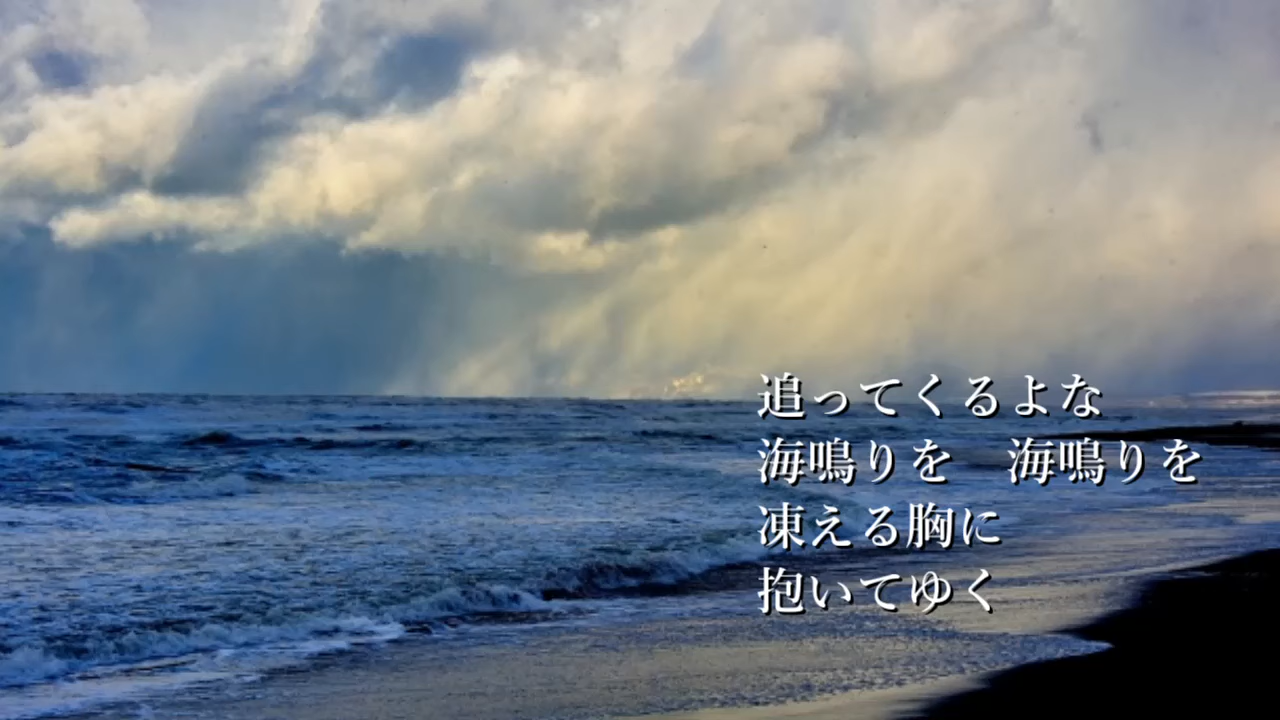 追ってくるよな
海鳴りを　海鳴りを
凍える胸に
抱いてゆく